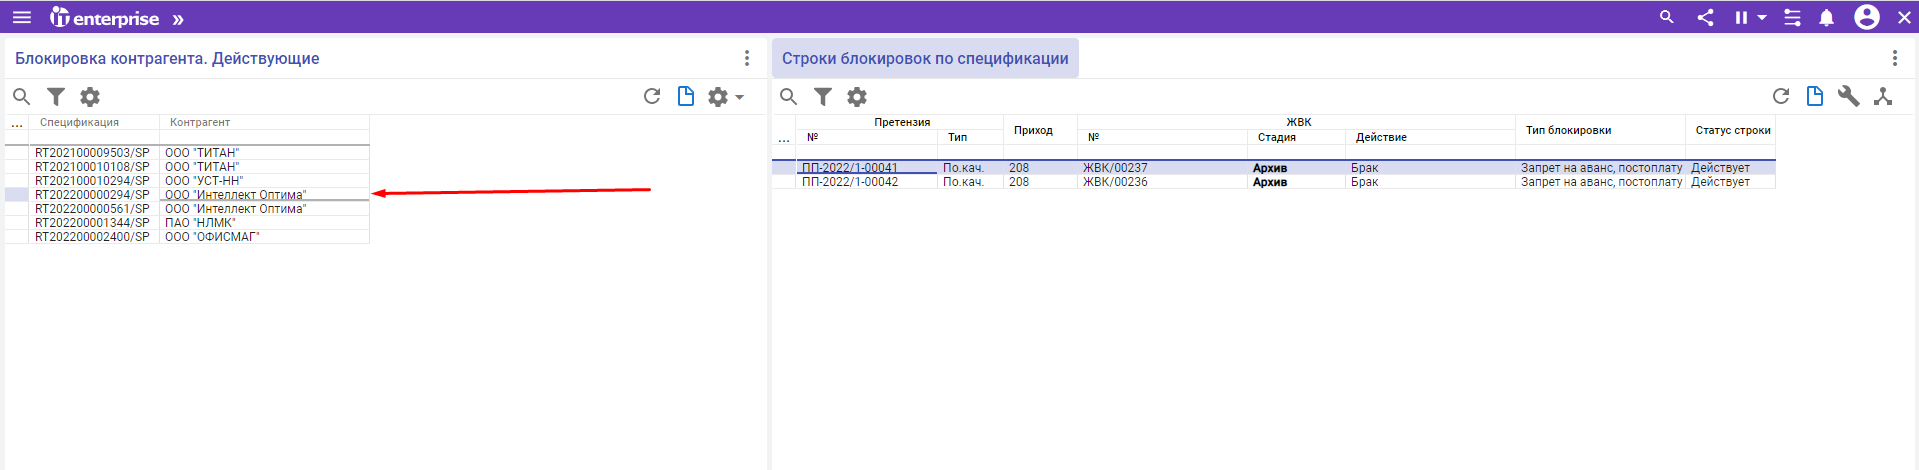 iT enterprise »
Блокировка контрагента. Действующие
... Спецификация Контрагент
RT202100009503/SP ООО "ТИТАН"
RT202100010108/SP ООО "ТИТАН"
RT202100010294/SP ООО "УСТ-НН"
RT202200000294/SP ООО "Интеллект Оптима"
RT202200000561/SP ООО "Интеллект Оптима"
RT202200001344/SP ПАО "НЛМК"
RT202200002400/SP ООО "ОФИСМАГ"
Строки блокировок по спецификации
Претензия Приход ЖВК Тип блокировки Статус строки
... № Тип № Стадия Действие
ПП-2022/1-00041 По.кач. 208 ЖВК/00237 Архив Брак Запрет на аванс, постоплату Действует
ПП-2022/1-00042 По.кач. 208 ЖВК/00236 Архив Брак Запрет на аванс, постоплату Действует